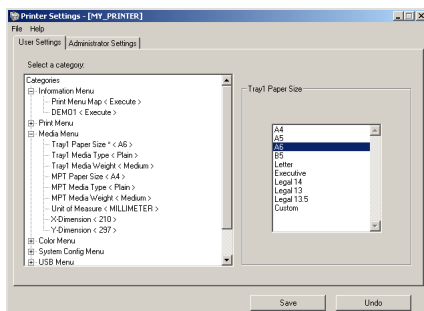 Printer Settings - [MY_PRINTER]
File Help
User Settings Administrator Settings
Select a category:
Categories
Information Menu
Print Menu Map < Execute >
DEMO1 < Execute >
Print Menu
Media Menu
Tray1 Paper Size * < A6 >
Tray1 Media Type < Plain >
Tray1 Media Weight < Medium >
MPT Paper Size < A4 >
MPT Media Type < Plain >
MPT Media Weight < Medium >
Unit of Measure < MILLIMETER >
X-Dimension < 210 >
Y-Dimension < 297 >
Color Menu
System Config Menu
USB Menu
Tray1 Paper Size
A4
A5
A6
B5
Letter
Executive
Legal 14
Legal 13
Legal 13.5
Custom
Save Undo